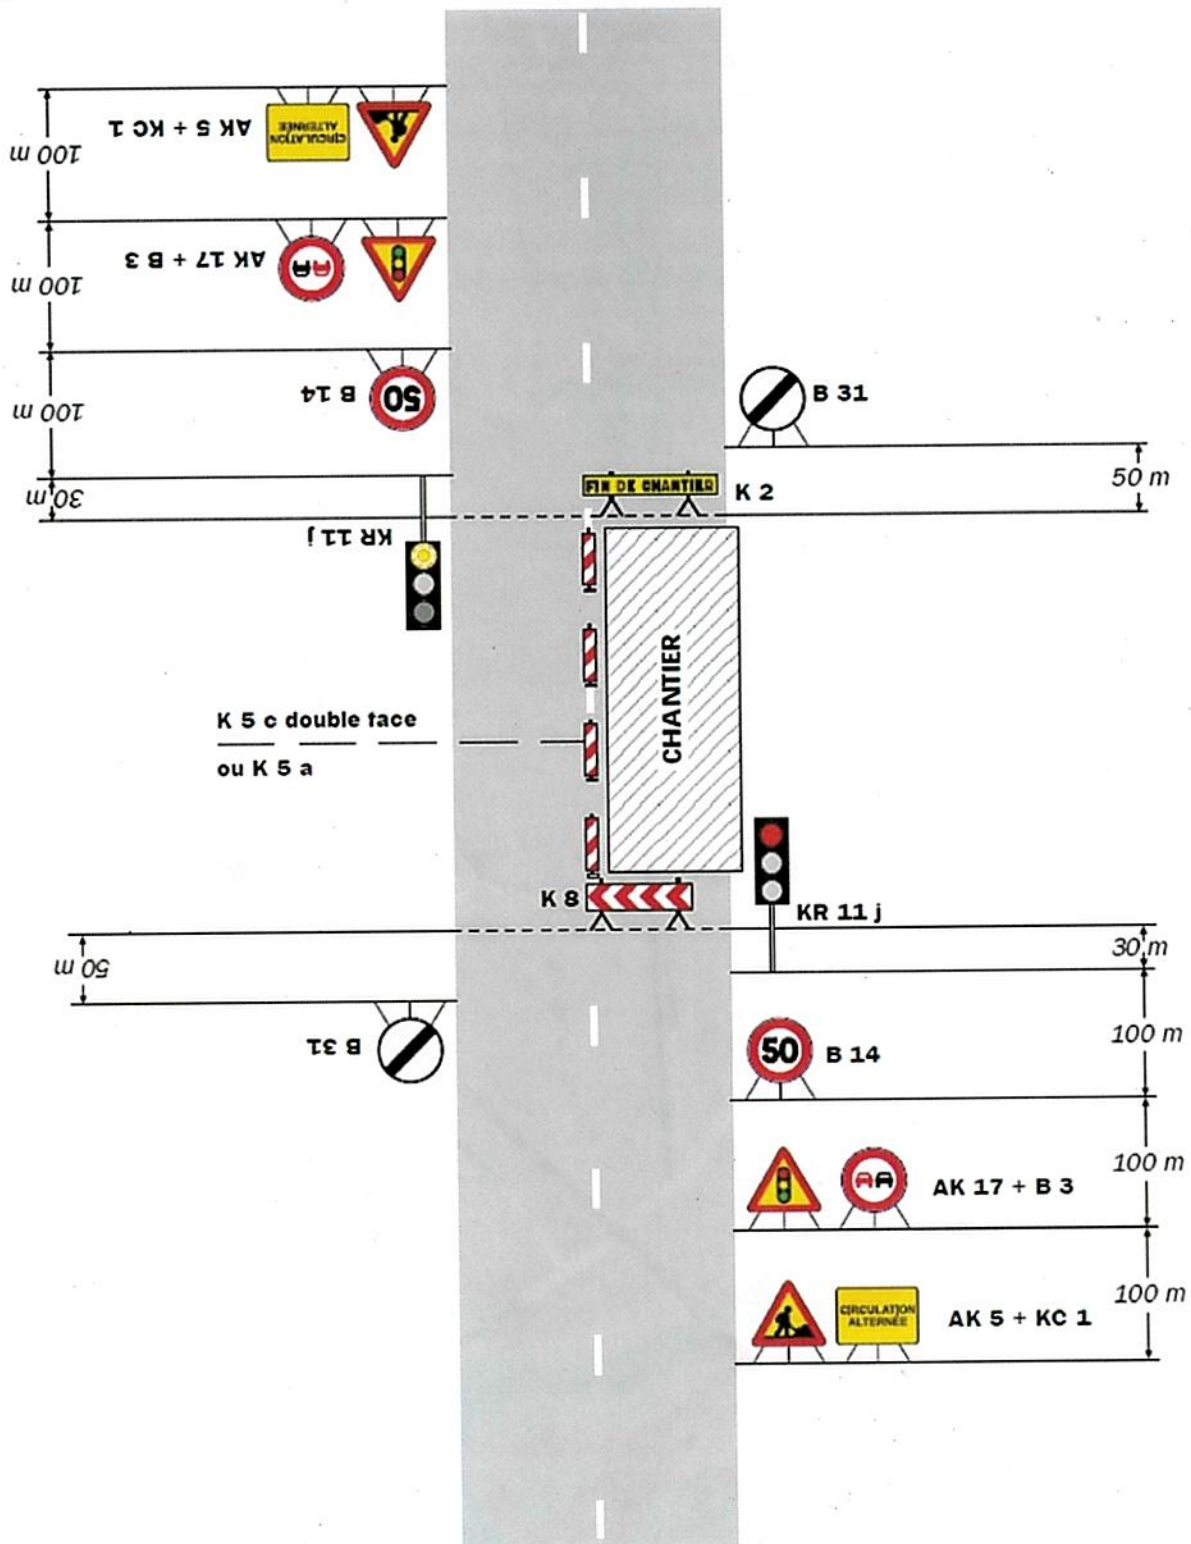 100 m
AK 5 + KC 1
CIRCULATION
ALTERNÉE
100 m
AK 17 + B 3
100 m
B 14
50
B 31
50 m
30 m
FIN DE CHANTIER
K 2
KR 11 j
CHANTIER
K 5 c double face
ou K 5 a
K 8
KR 11 j
30 m
50 m
B 31
50
B 14
100 m
AK 17 + B 3
100 m
CIRCULATION
ALTERNÉE
AK 5 + KC 1
100 m